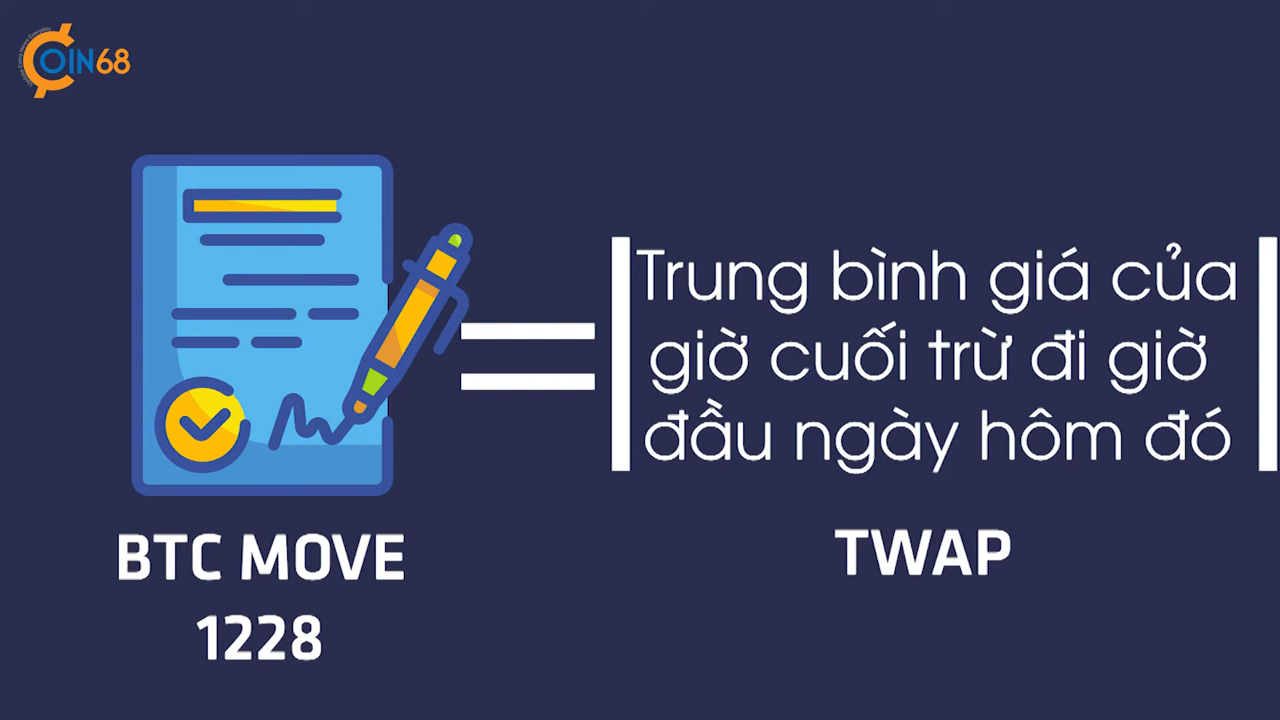 COIN68
Trung bình giá của
giờ cuối trừ đi giờ
đầu ngày hôm đó
BTC MOVE
1228
TWAP